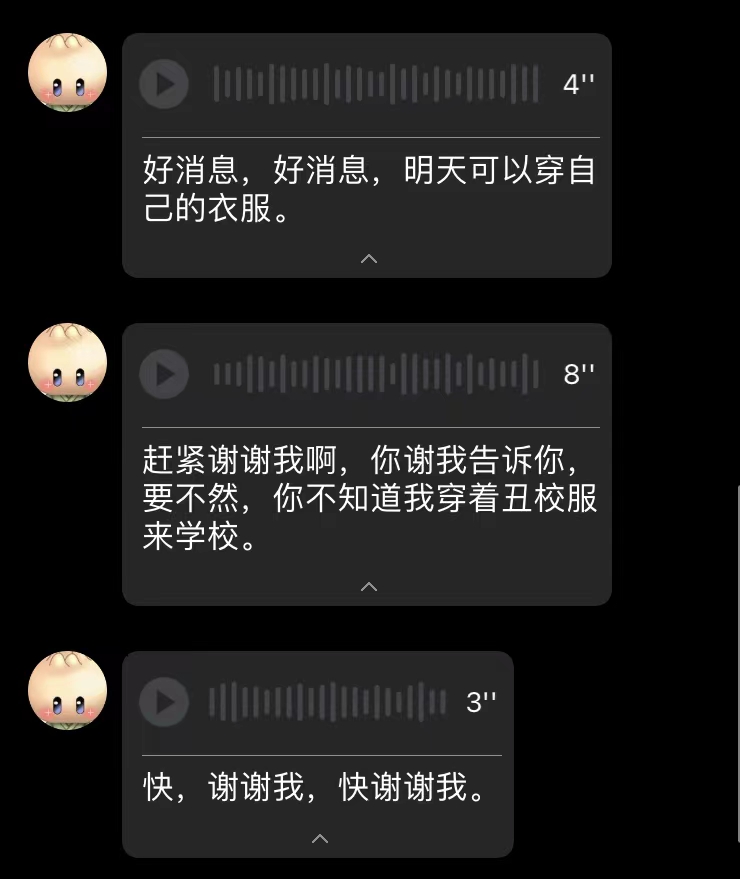 4''
好消息，好消息，明天可以穿自
己的衣服。
8''
赶紧谢谢我啊，你谢我告诉你，
要不然，你不知道我穿着丑校服
来学校。
3''
快，谢谢我，快谢谢我。